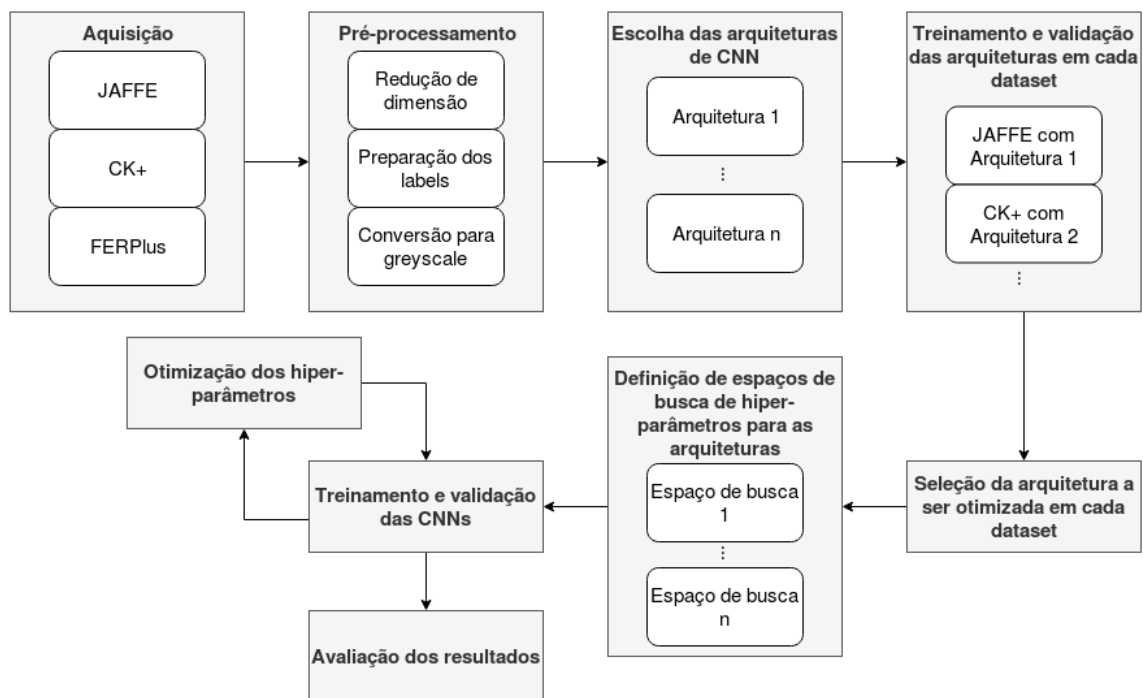 Aquisição
JAFFE
CK+
FERPlus
Pré-processamento
Redução de
dimensão
Preparação dos
labels
Conversão para
greyscale
Escolha das arquiteturas
de CNN
Arquitetura 1
...
Arquitetura n
Treinamento e validação
das arquiteturas em cada
dataset
JAFFE com
Arquitetura 1
CK+ com
Arquitetura 2
...
Seleção da arquitetura a
ser otimizada em cada
dataset
Definição de espaços de
busca de hiper-
parâmetros para as
arquiteturas
Espaço de busca
1
...
Espaço de busca
n
Treinamento e validação
das CNNs
Otimização dos hiper-
parâmetros
Avaliação dos resultados